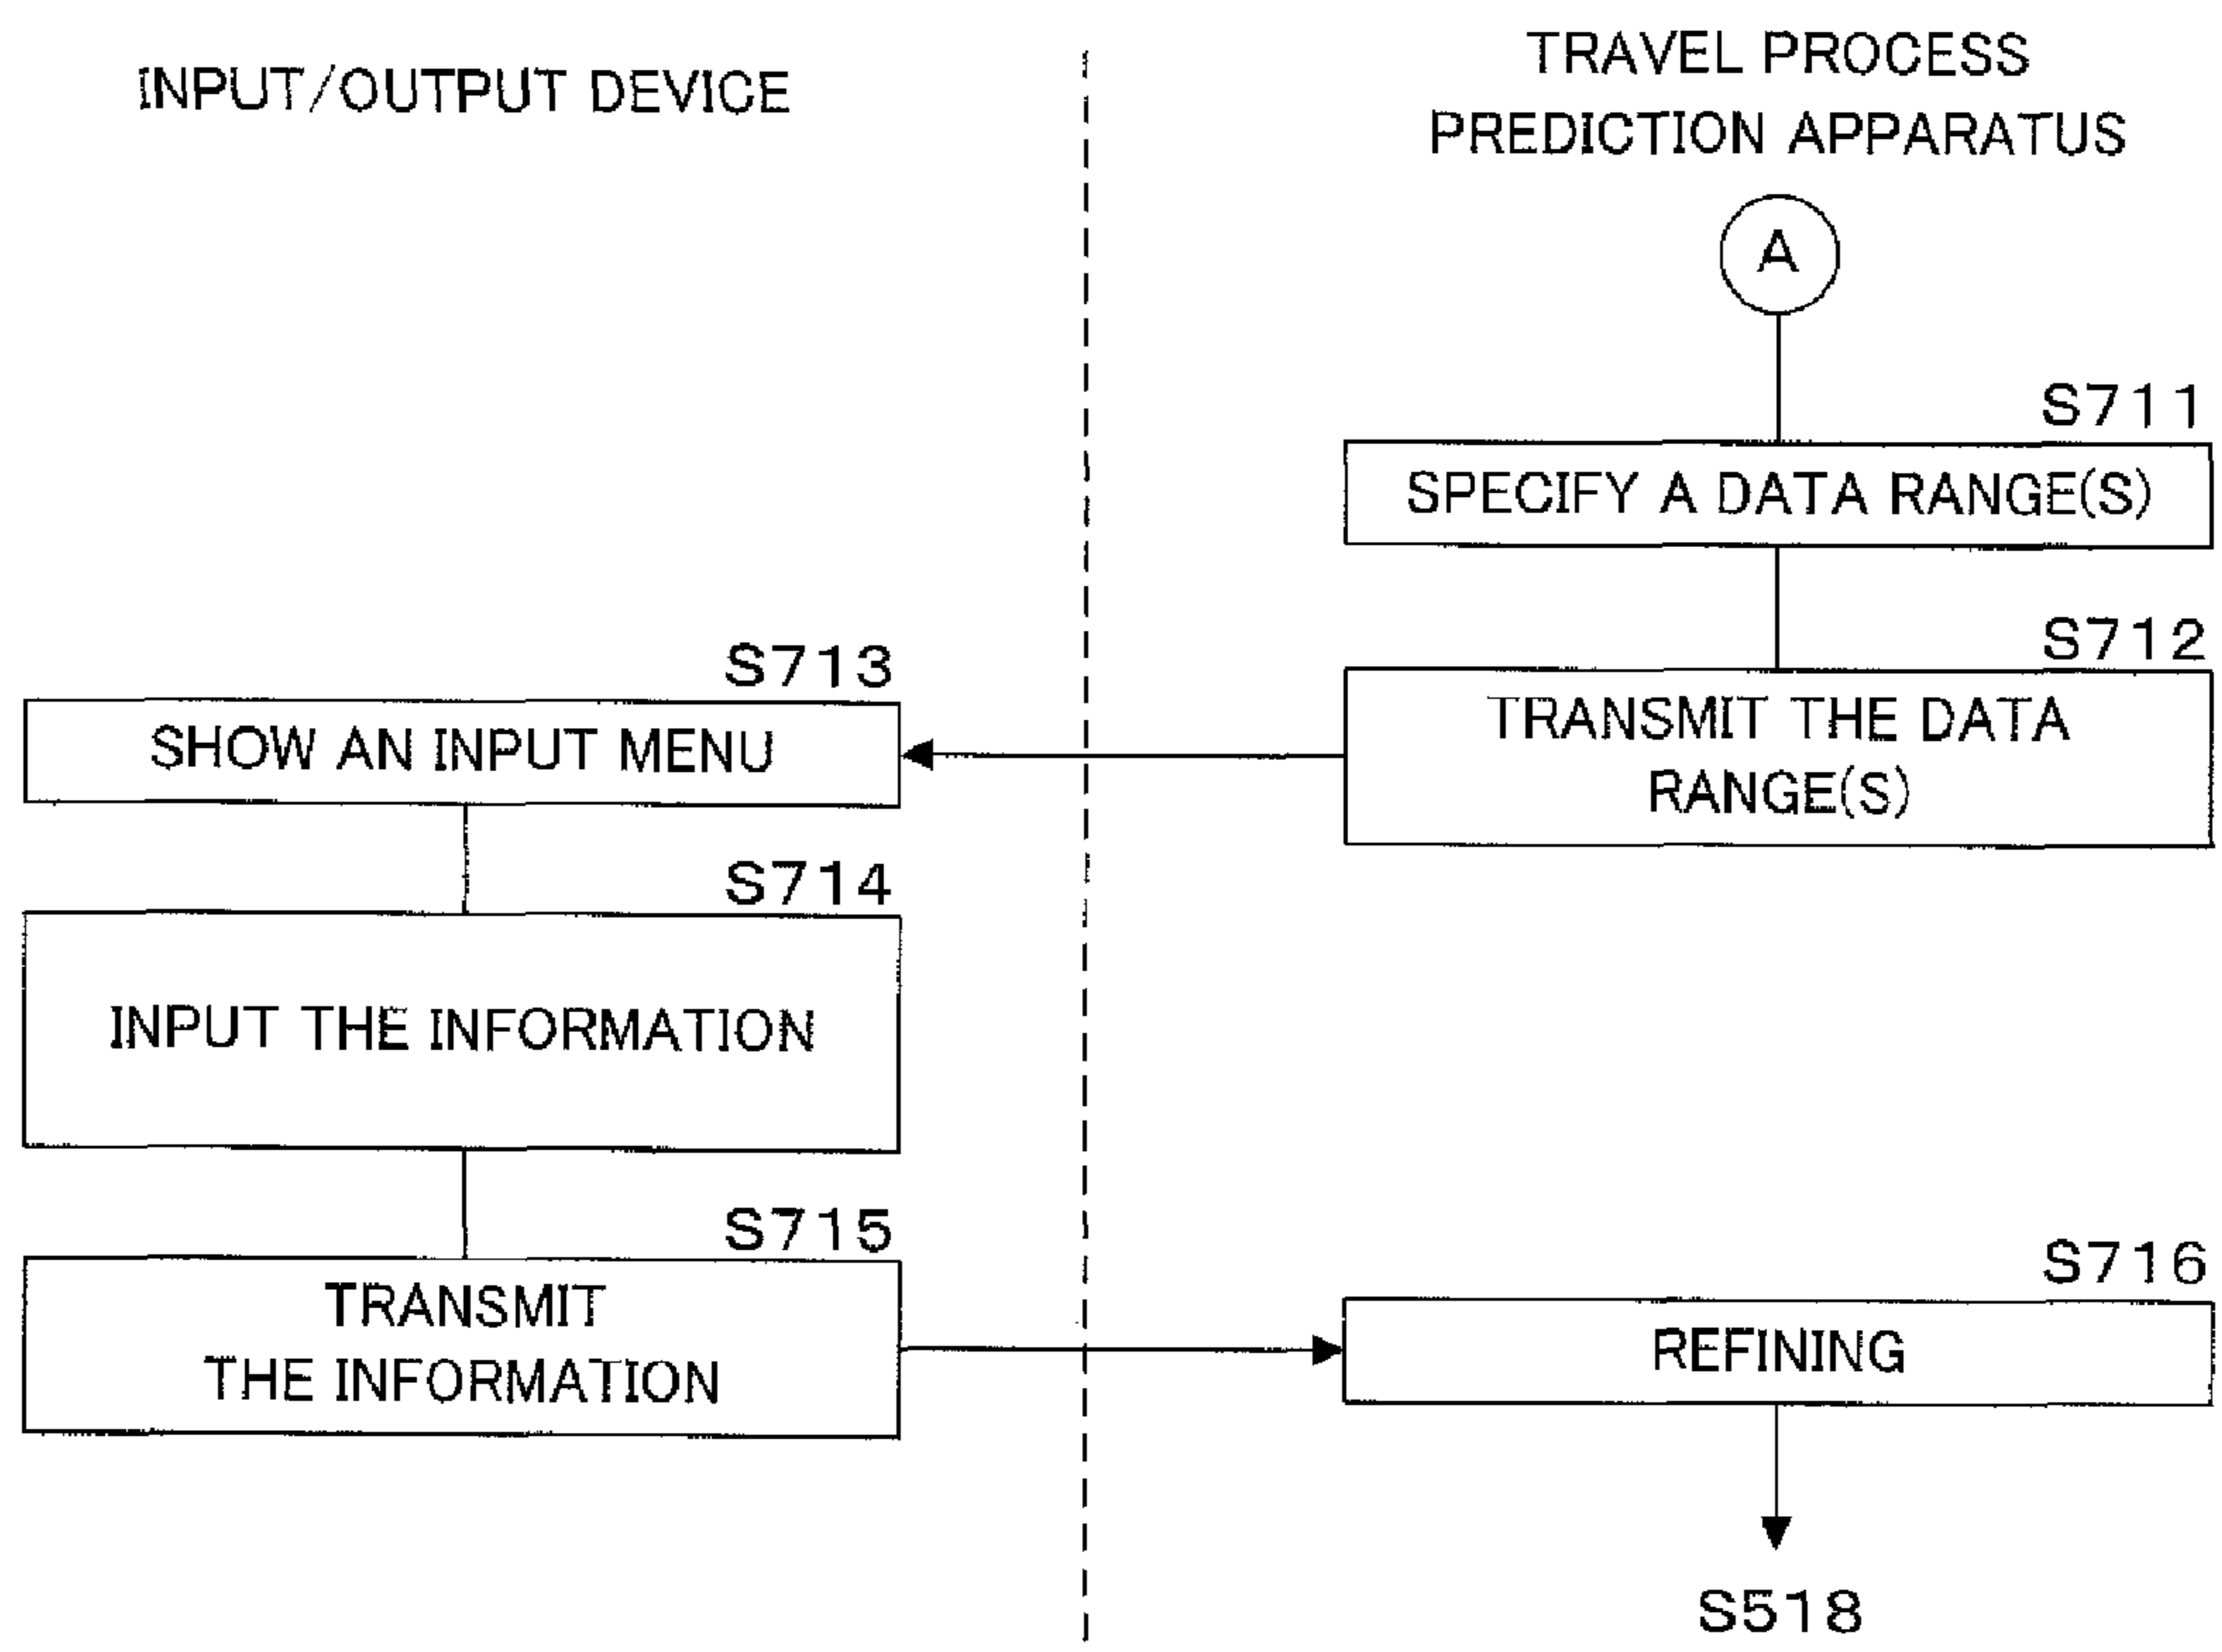 INPUT/OUTPUT DEVICE
TRAVEL PROCESS
PREDICTION APPARATUS
A
S711
SPECIFY A DATA RANGE(S)
S712
TRANSMIT THE DATA
RANGE(S)
S713
SHOW AN INPUT MENU
S714
INPUT THE INFORMATION
S715
TRANSMIT
THE INFORMATION
S716
REFINING
S518